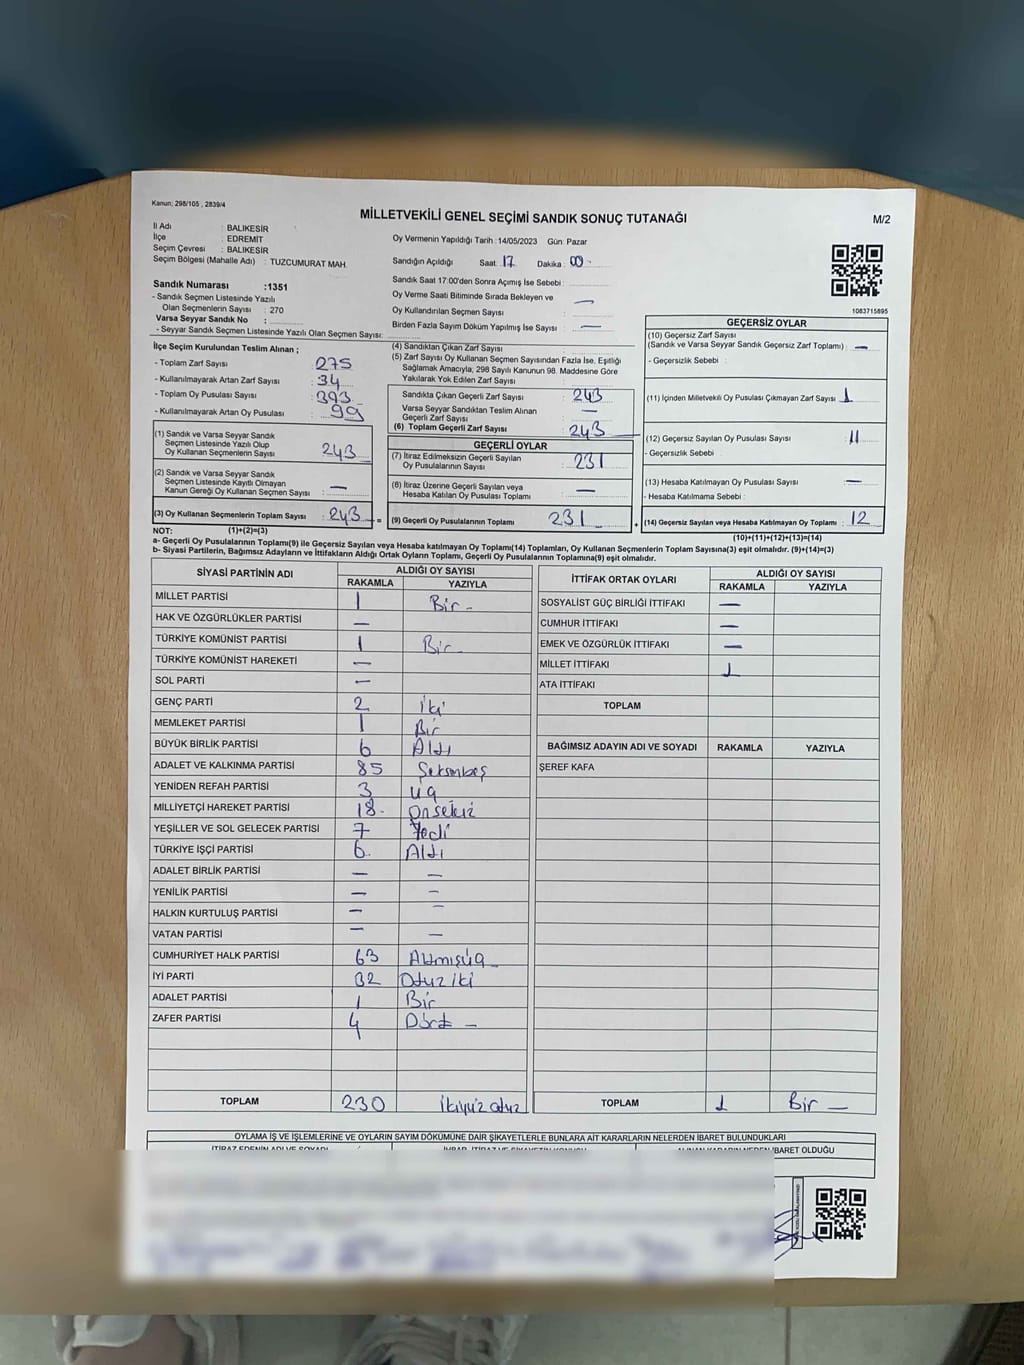 Kanun; 298/105 , 2839/4
MİLLETVEKİLİ GENEL SEÇİMİ SANDIK SONUÇ TUTANAĞI
M/2
İl Adı : BALIKESİR
İlçe : EDREMİT
Seçim Çevresi : BALIKESİR
Seçim Bölgesi (Mahalle Adı) : TUZCUMURAT MAH.
Oy Vermenin Yapıldığı Tarih :14/05/2023 Gün: Pazar
Sandığın Açıldığı Saat : 17 Dakika : 00
Sandık Saat 17:00'den Sonra Açımış İse Sebebi :
Oy Verme Saati Bitiminde Sırada Bekleyen ve
Oy Kullandırılan Seçmen Sayısı : —
Birden Fazla Sayım Döküm Yapılmış İse Sayısı : —
1083715895
Sandık Numarası :1351
- Sandık Seçmen Listesinde Yazılı
Olan Seçmenlerin Sayısı : 270
Varsa Seyyar Sandık No :
- Seyyar Sandık Seçmen Listesinde Yazılı Olan Seçmen Sayısı:
İlçe Seçim Kurulundan Teslim Alınan ;
- Toplam Zarf Sayısı : 275
- Kullanılmayarak Artan Zarf Sayısı : 34
- Toplam Oy Pusulası Sayısı : 393
- Kullanılmayarak Artan Oy Pusulası : 99
(1) Sandık ve Varsa Seyyar Sandık
Seçmen Listesinde Yazılı Olup
Oy Kullanan Seçmenlerin Sayısı : 243
(2) Sandık ve Varsa Seyyar Sandık
Seçmen Listesinde Kayıtlı Olmayan
Kanun Gereği Oy Kullanan Seçmen Sayısı : —
(3) Oy Kullanan Seçmenlerin Toplam Sayısı : 243 =
(1)+(2)=(3)
(4) Sandıktan Çıkan Zarf Sayısı :
(5) Zarf Sayısı Oy Kullanan Seçmen Sayısından Fazla İse, Eşitliği
Sağlamak Amacıyla; 298 Sayılı Kanunun 98. Maddesine Göre
Yakılarak Yok Edilen Zarf Sayısı :
Sandıkta Çıkan Geçerli Zarf Sayısı : 243
Varsa Seyyar Sandıktan Teslim Alınan
Geçerli Zarf Sayısı : —
(6) Toplam Geçerli Zarf Sayısı : 243
GEÇERLİ OYLAR
(7) İtiraz Edilmeksizin Geçerli Sayılan
Oy Pusulalarının Sayısı : 231
(8) İtiraz Üzerine Geçerli Sayılan veya
Hesaba Katılan Oy Pusulası Toplamı : —
(9) Geçerli Oy Pusulalarının Toplamı : 231 +
GEÇERSİZ OYLAR
(10) Geçersiz Zarf Sayısı
(Sandık ve Varsa Seyyar Sandık Geçersiz Zarf Toplamı) : —
- Geçersizlik Sebebi :
(11) İçinden Milletvekili Oy Pusulası Çıkmayan Zarf Sayısı : 1
(12) Geçersiz Sayılan Oy Pusulası Sayısı : 11
- Geçersizlik Sebebi :
(13) Hesaba Katılmayan Oy Pusulası Sayısı : —
- Hesaba Katılmama Sebebi :
(14) Geçersiz Sayılan veya Hesaba Katılmayan Oy Toplamı : 12
(10)+(11)+(12)+(13)=(14)
NOT:
a- Geçerli Oy Pusulalarının Toplamı(9) ile Geçersiz Sayılan veya Hesaba katılmayan Oy Toplamı(14) Toplamları, Oy Kullanan Seçmenlerin Toplam Sayısına(3) eşit olmalıdır. (9)+(14)=(3)
b- Siyasi Partilerin, Bağımsız Adayların ve İttifakların Aldığı Ortak Oyların Toplamı, Geçerli Oy Pusulalarının Toplamına(9) eşit olmalıdır.
SİYASİ PARTİNİN ADI ALDIĞI OY SAYISI
RAKAMLA YAZIYLA
MİLLET PARTİSİ 1 Bir -
HAK VE ÖZGÜRLÜKLER PARTİSİ —
TÜRKİYE KOMÜNİST PARTİSİ 1 Bir -
TÜRKİYE KOMÜNİST HAREKETİ —
SOL PARTİ —
GENÇ PARTİ 2 İki
MEMLEKET PARTİSİ 1 Bir
BÜYÜK BİRLİK PARTİSİ 6 Altı
ADALET VE KALKINMA PARTİSİ 85 Seksenbeş
YENİDEN REFAH PARTİSİ 3 Üç
MİLLİYETÇİ HAREKET PARTİSİ 18 - Onsekiz
YEŞİLLER VE SOL GELECEK PARTİSİ 7 Yedi
TÜRKİYE İŞÇİ PARTİSİ 6 Altı
ADALET BİRLİK PARTİSİ — —
YENİLİK PARTİSİ — —
HALKIN KURTULUŞ PARTİSİ — —
VATAN PARTİSİ — —
CUMHURİYET HALK PARTİSİ 63 Altmışüç
İYİ PARTİ 32 Otuz iki
ADALET PARTİSİ 1 Bir
ZAFER PARTİSİ 4 Dört —
TOPLAM 230 İkiyüz otuz
İTTİFAK ORTAK OYLARI ALDIĞI OY SAYISI
RAKAMLA YAZIYLA
SOSYALİST GÜÇ BİRLİĞİ İTTİFAKI —
CUMHUR İTTİFAKI —
EMEK VE ÖZGÜRLÜK İTTİFAKI —
MİLLET İTTİFAKI 1
ATA İTTİFAKI
TOPLAM
BAĞIMSIZ ADAYIN ADI VE SOYADI RAKAMLA YAZIYLA
ŞEREF KAFA
TOPLAM 1 Bir —
OYLAMA İŞ VE İŞLEMLERİNE VE OYLARIN SAYIM DÖKÜMÜNE DAİR ŞİKAYETLERLE BUNLARA AİT KARARLARIN NELERDEN İBARET BULUNDUKLARI
İTİRAZ EDENİN ADI VE SOYADI
İBARET OLDUĞU